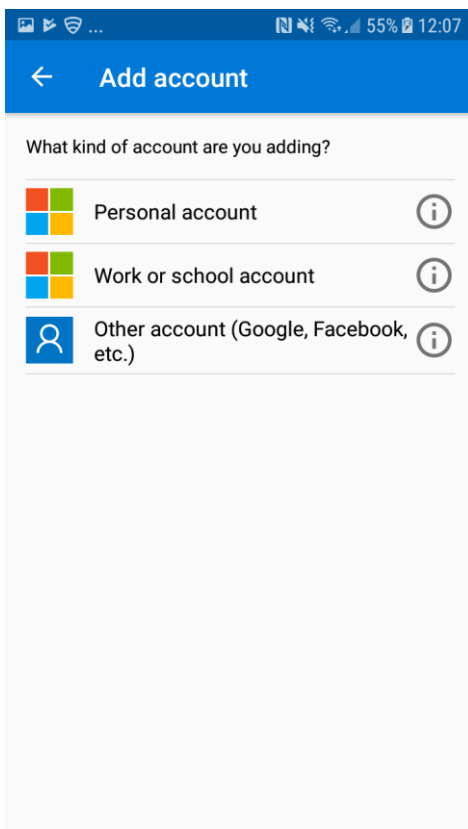 ... 55% 12:07
Add account
What kind of account are you adding?
Personal account
Work or school account
Other account (Google, Facebook,
etc.)